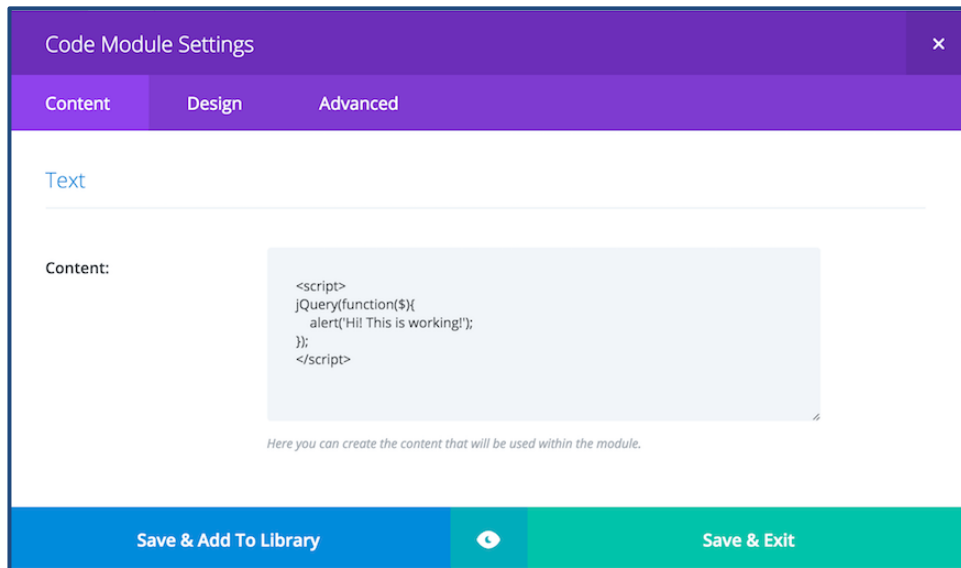 Code Module Settings
×
Content Design Advanced
Text
Content:
<script>
jQuery(function($){
alert('Hi! This is working!');
});
</script>
Here you can create the content that will be used within the module.
Save & Add To Library Save & Exit